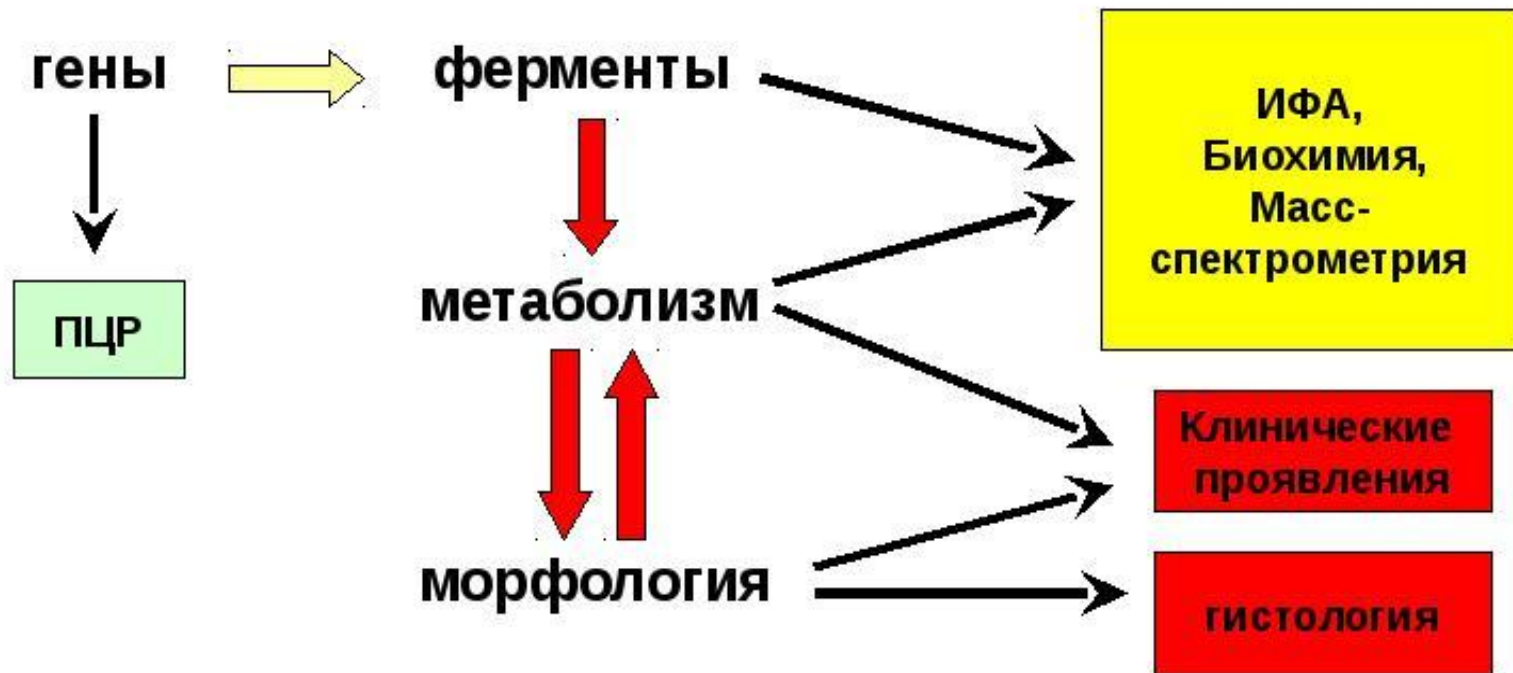 гены
ферменты
ИФА,
Биохимия,
Масс-
спектрометрия
метаболизм
ПЦР
Клинические
проявления
морфология
гистология